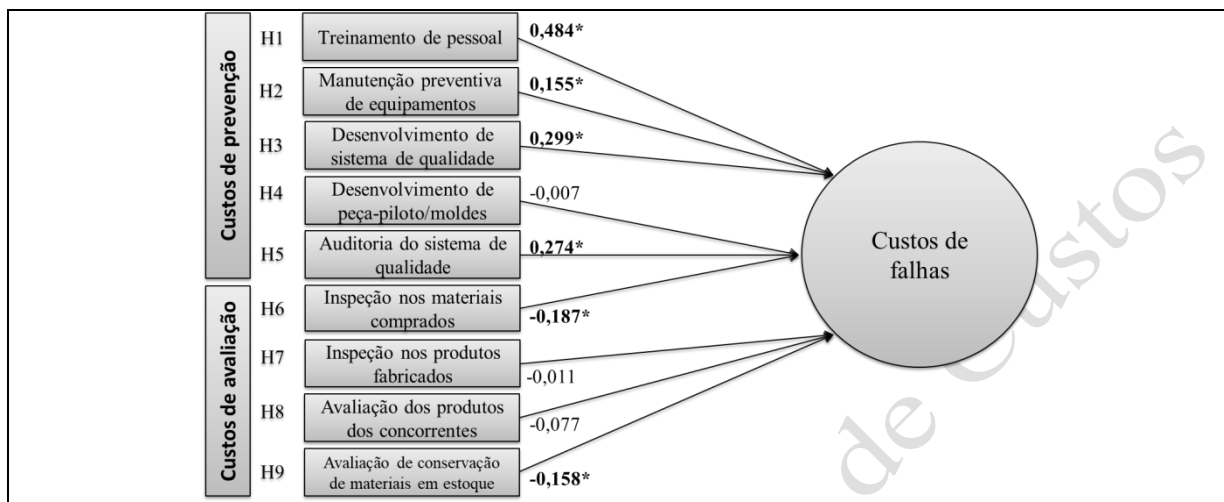 Custos de prevenção
H1
Treinamento de pessoal
0,484*
H2
Manutenção preventiva
de equipamentos
0,155*
H3
Desenvolvimento de
sistema de qualidade
0,299*
H4
Desenvolvimento de
peça-piloto/moldes
-0,007
H5
Auditoria do sistema de
qualidade
0,274*
Custos de avaliação
H6
Inspeção nos materiais
comprados
-0,187*
H7
Inspeção nos produtos
fabricados
-0,011
H8
Avaliação dos produtos
dos concorrentes
-0,077
H9
Avaliação de conservação
de materiais em estoque
-0,158*
Custos de
falhas
de Custos